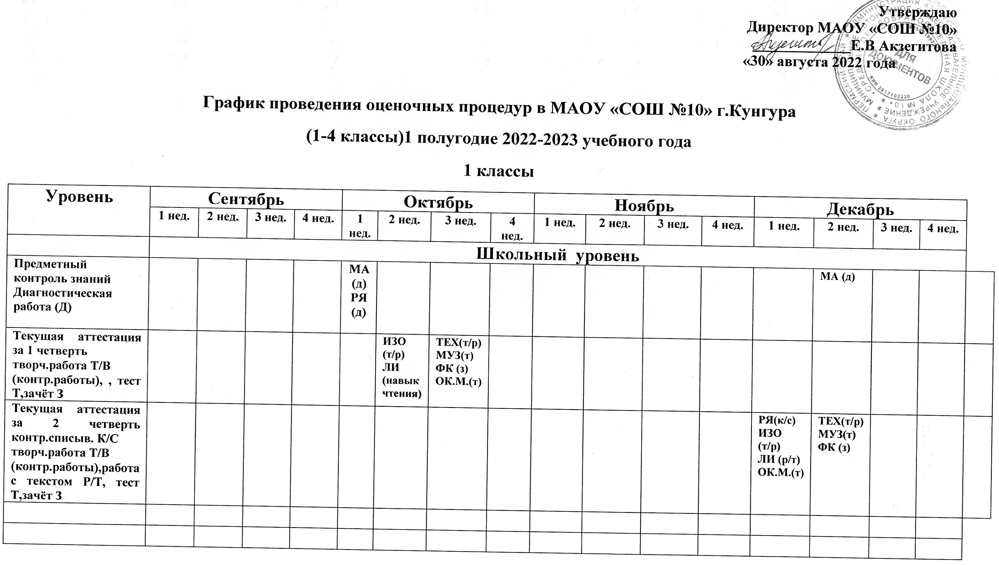 Утверждаю
Директор МАОУ «СОШ №10»
Е.В Акзегитова
«30» августа 2022 года
ДЛЯ
ДОКУМЕНТОВ
ИНН 5917102330
График проведения оценочных процедур в МАОУ «СОШ №10» г.Кунгура
(1-4 классы)1 полугодие 2022-2023 учебного года
1 классы
Уровень Сентябрь Октябрь Ноябрь Декабрь
1 нед. 2 нед. 3 нед. 4 нед. 1 нед. 2 нед. 3 нед. 4 нед. 1 нед. 2 нед. 3 нед. 4 нед. 1 нед. 2 нед. 3 нед. 4 нед.
Школьный уровень
Предметный
контроль знаний
Диагностическая
работа (Д)
МА
(д)
РЯ
(д)
МА (д)
Текущая аттестация
за 1 четверть
творч.работа Т/В
(контр.работы), , тест
Т,зачёт З
ИЗО
(т/р)
ЛИ
(навык
чтения)
ТЕХ(т/р)
МУЗ(т)
ФК (з)
ОК.М.(т)
Текущая аттестация
за 2 четверть
контр.списыв. К/С
творч.работа Т/В
(контр.работы),работа
с текстом Р/Т, тест
Т,зачёт З
РЯ(к/с)
ИЗО
(т/р)
ЛИ (р/т)
ОК.М.(т)
ТЕХ(т/р)
МУЗ(т)
ФК (з)